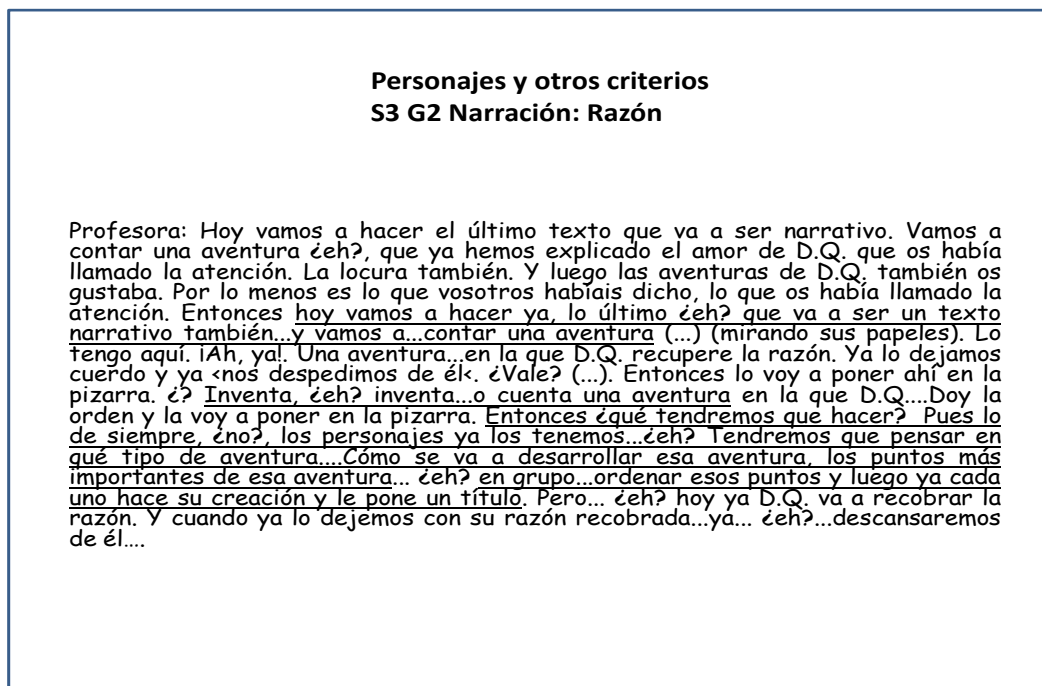 Personajes y otros criterios
S3 G2 Narración: Razón
Profesora: Hoy vamos a hacer el último texto que va a ser narrativo. Vamos a
contar una aventura ¿eh?, que ya hemos explicado el amor de D.Q. que os había
llamado la atención. La locura también. Y luego las aventuras de D.Q. también os
gustaba. Por lo menos es lo que vosotros habíais dicho, lo que os había llamado la
atención. Entonces hoy vamos a hacer ya, lo último ¿eh? que va a ser un texto
narrativo también...y vamos a...contar una aventura (...) (mirando sus papeles). Lo
tengo aquí. ¡Ah, ya!. Una aventura...en la que D.Q. recupere la razón. Ya lo dejamos
cuerdo y ya <nos despedimos de él<. ¿Vale? (...). Entonces lo voy a poner ahí en la
pizarra. ¿? Inventa, ¿eh? inventa...o cuenta una aventura en la que D.Q....Doy la
orden y la voy a poner en la pizarra. Entonces ¿qué tendremos que hacer? Pues lo
de siempre, ¿no?, los personajes ya los tenemos...¿eh? Tendremos que pensar en
qué tipo de aventura....Cómo se va a desarrollar esa aventura, los puntos más
importantes de esa aventura... ¿eh? en grupo...ordenar esos puntos y luego ya cada
uno hace su creación y le pone un título. Pero... ¿eh? hoy ya D.Q. va a recobrar la
razón. Y cuando ya lo dejemos con su razón recobrada...ya... ¿eh?...descansaremos
de él….